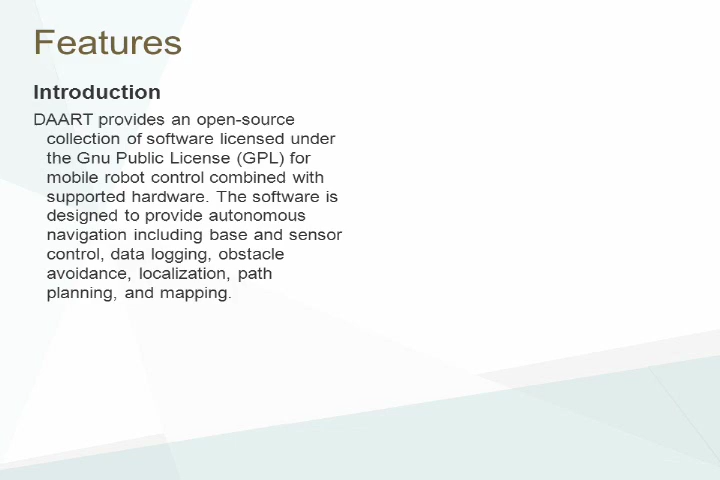 Features
Introduction
DAART provides an open-source
collection of software licensed under
the Gnu Public License (GPL) for
mobile robot control combined with
supported hardware. The software is
designed to provide autonomous
navigation including base and sensor
control, data logging, obstacle
avoidance, localization, path
planning, and mapping.